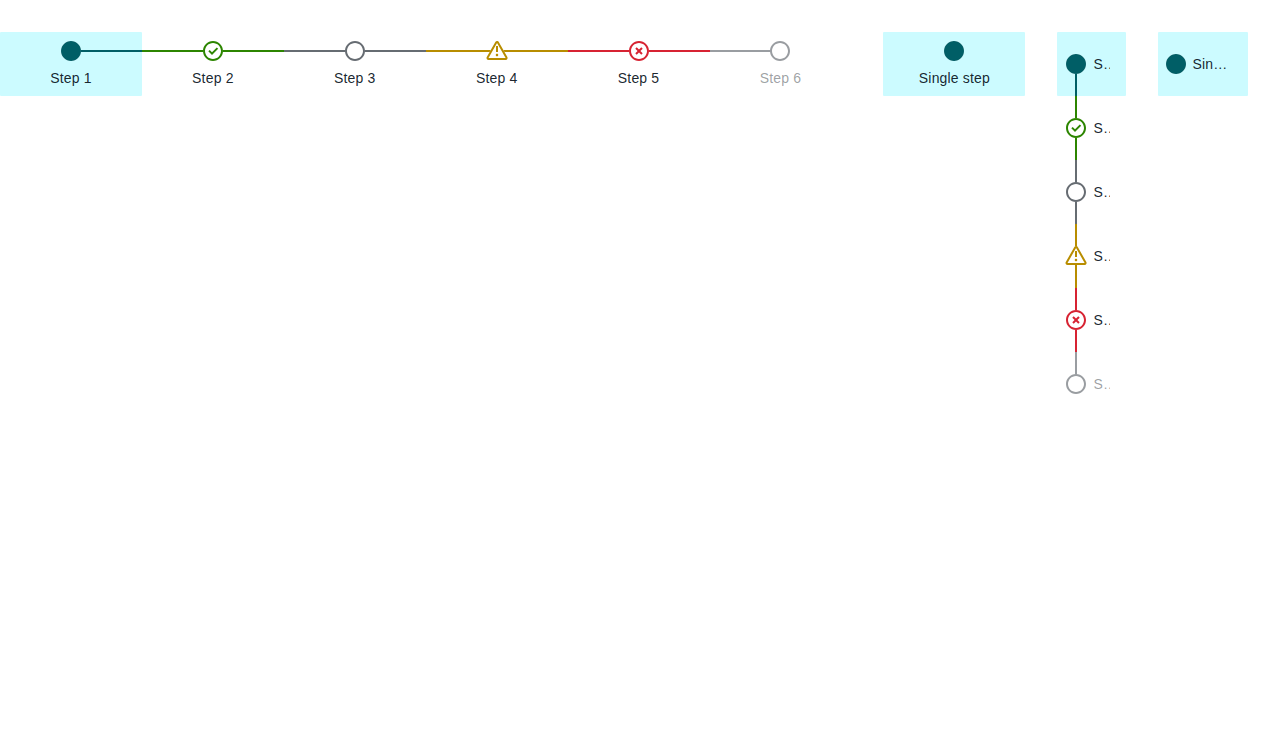 Step 1
Step 2
Step 3
Step 4
Step 5
Step 6
Single step
S..
S..
S..
S..
S..
S..
Sin...